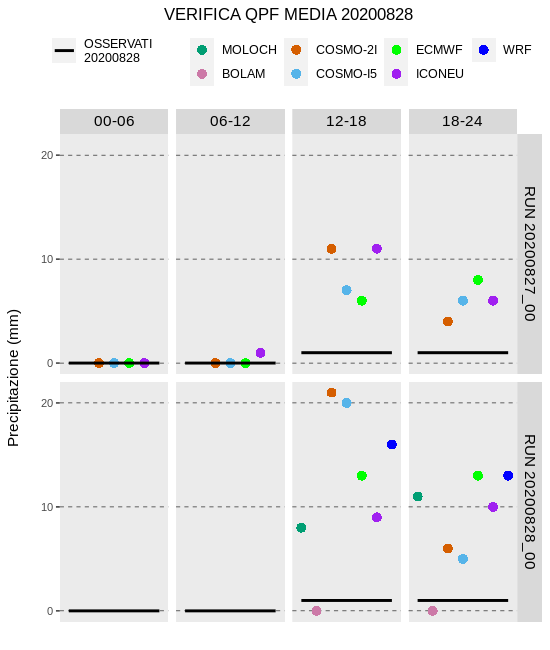 VERIFICA QPF MEDIA 20200828
OSSERVATI
20200828
MOLOCH
COSMO-2I
ECMWF
WRF
BOLAM
COSMO-I5
ICONEU
00-06
06-12
12-18
18-24
20
10
0
RUN 20200827_00
Precipitazione (mm)
20
10
0
RUN 20200828_00